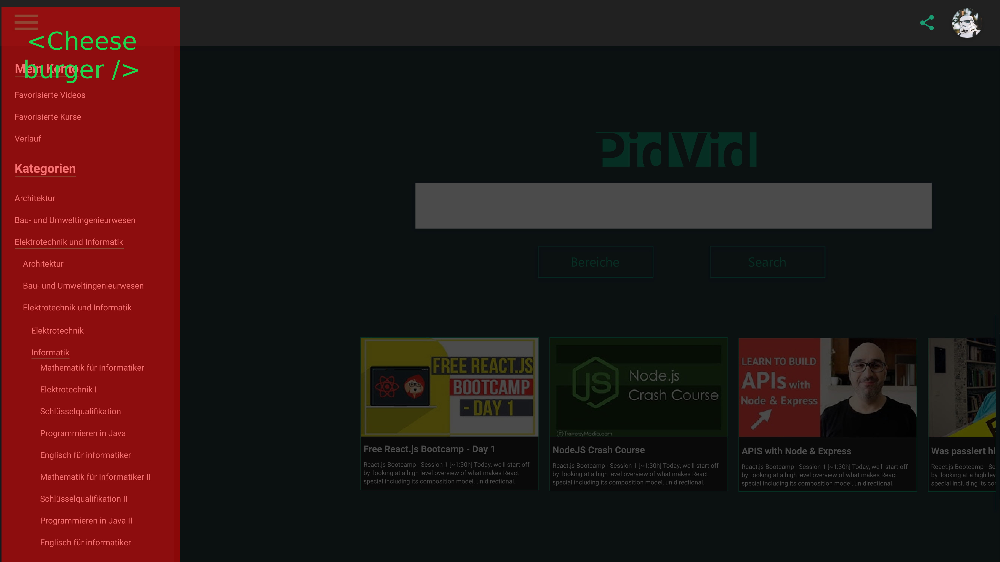 <Cheese
burger />
Mein Konto
Favorisierte Videos
Favorisierte Kurse
Verlauf
Kategorien
Architektur
Bau- und Umweltingenieurwesen
Elektrotechnik und Informatik
Architektur
Bau- und Umweltingenieurwesen
Elektrotechnik und Informatik
Elektrotechnik
Informatik
Mathematik für Informatiker
Elektrotechnik I
Schlüsselqualifikation
Programmieren in Java
Englisch für informatiker
Mathematik für Informatiker II
Schlüsselqualifikation II
Programmieren in Java II
Englisch für informatiker
PidVid
Bereiche
Search
FREE REACT.JS
BOOTCAMP
- DAY 1
Free React.js Bootcamp - Day 1
React.js Bootcamp - Session 1 [~1:30h] Today, we'll start off
by looking at a high level overview of what makes React
special including its composition model, unidirectional.
JS
Node.js
Crash Course
TraversyMedia.com
NodeJS Crash Course
React.js Bootcamp - Session 1 [~1:30h] Today, we'll start off
by looking at a high level overview of what makes React
special including its composition model, unidirectional.
LEARN TO BUILD
APIs with
Node & Express
APIS with Node & Express
React.js Bootcamp - Session 1 [~1:30h] Today, we'll start off
by looking at a high level overview of what makes React
special including its composition model, unidirectional.
Was passiert hi
React.js Bootcamp - Se
by looking at a high lev
special including its co